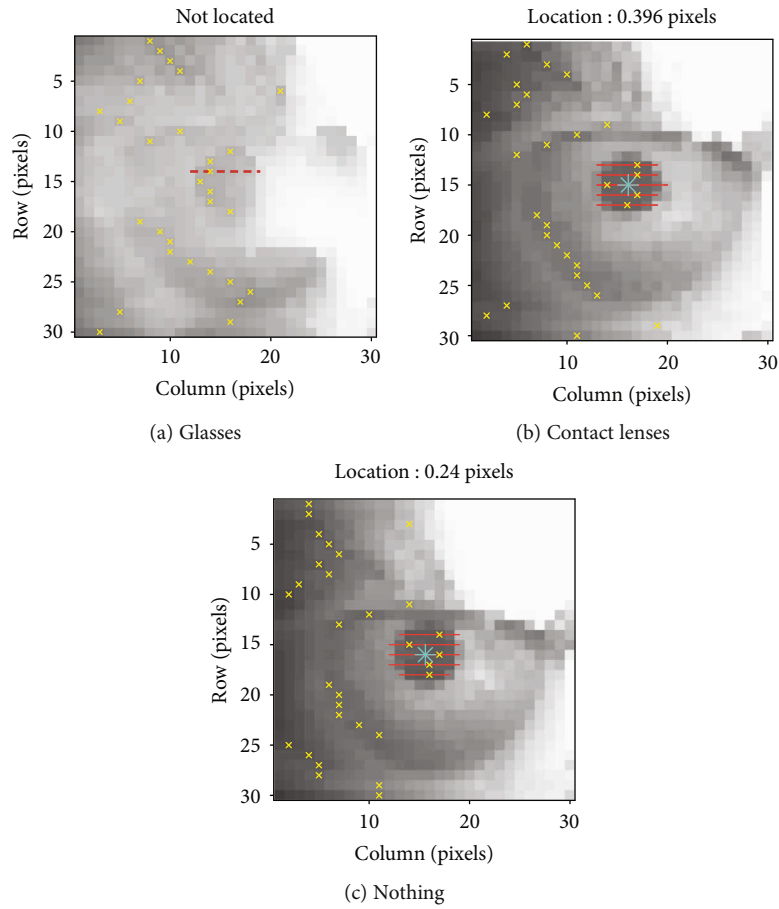 Not located
5
10
15
20
25
30
10
20
30
Row (pixels)
Column (pixels)
(a) Glasses
Location : 0.396 pixels
5
10
15
20
25
30
10
20
30
Row (pixels)
Column (pixels)
(b) Contact lenses
Location : 0.24 pixels
5
10
15
20
25
30
10
20
30
Row (pixels)
Column (pixels)
(c) Nothing